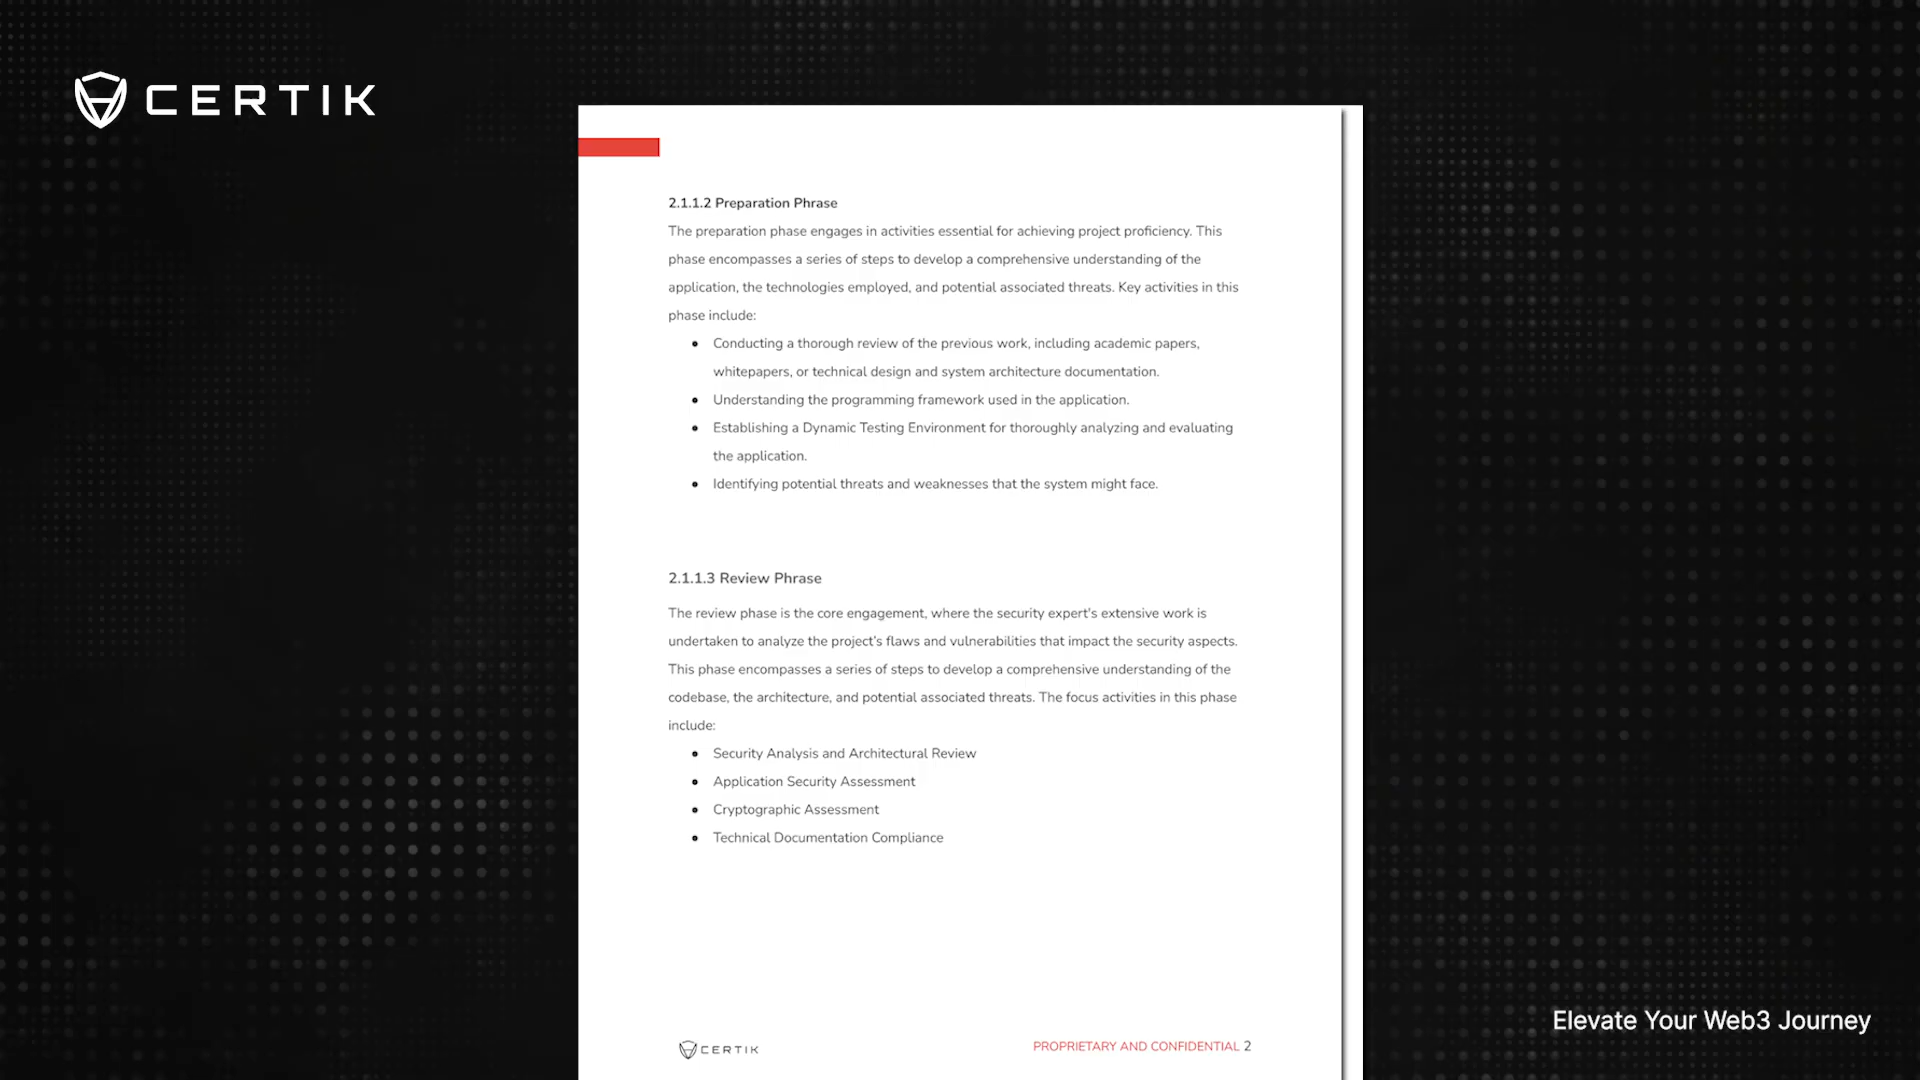 CERTIK
2.1.1.2 Preparation Phrase
The preparation phase engages in activities essential for achieving project proficiency. This
phase encompasses a series of steps to develop a comprehensive understanding of the
application, the technologies employed, and potential associated threats. Key activities in this
phase include:
• Conducting a thorough review of the previous work, including academic papers,
whitepapers, or technical design and system architecture documentation.
• Understanding the programming framework used in the application.
• Establishing a Dynamic Testing Environment for thoroughly analyzing and evaluating
the application.
• Identifying potential threats and weaknesses that the system might face.
2.1.1.3 Review Phrase
The review phase is the core engagement, where the security expert's extensive work is
undertaken to analyze the project's flaws and vulnerabilities that impact the security aspects.
This phase encompasses a series of steps to develop a comprehensive understanding of the
codebase, the architecture, and potential associated threats. The focus activities in this phase
include:
• Security Analysis and Architectural Review
• Application Security Assessment
• Cryptographic Assessment
• Technical Documentation Compliance
CERTIK
PROPRIETARY AND CONFIDENTIAL 2
Elevate Your Web3 Journey